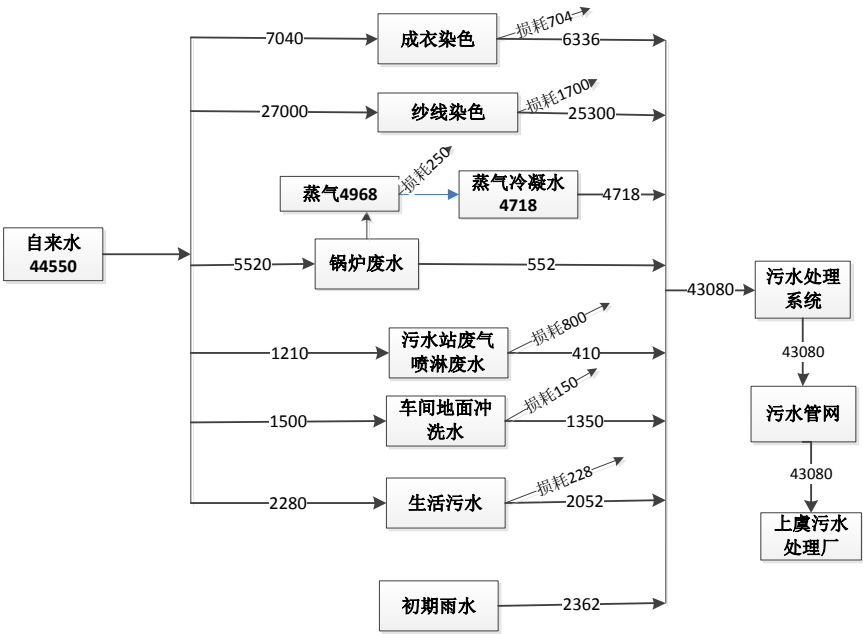 7040
成衣染色
损耗704
6336
27000
纱线染色
损耗1700
25300
蒸气4968
损耗250
蒸气冷凝水
4718
4718
自来水
44550
5520
锅炉废水
552
43080
污水处理
系统
1210
污水站废气
喷淋废水
损耗800
410
43080
1500
车间地面冲
洗水
损耗150
1350
污水管网
2280
生活污水
损耗228
2052
43080
上虞污水
处理厂
初期雨水
2362